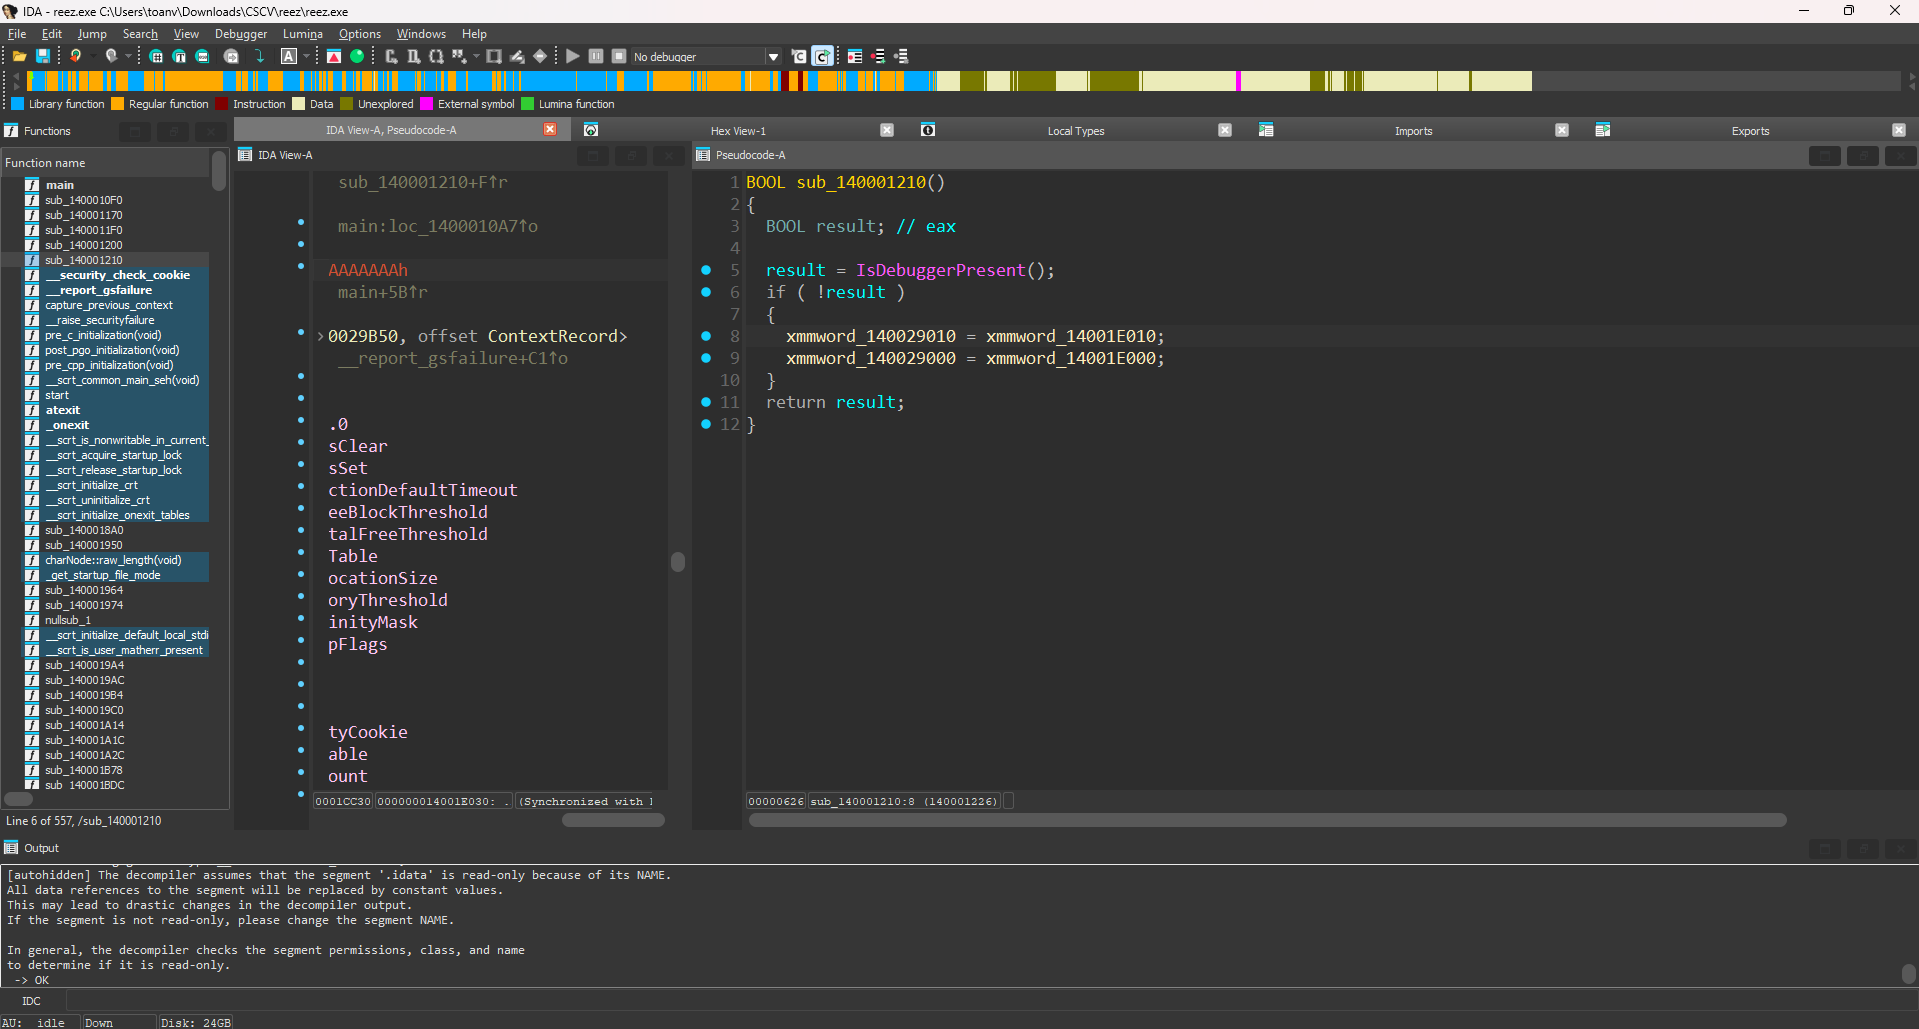 IDA - reez.exe C:\Users\toanv\Downloads\CSCV\reez\reez.exe
File Edit Jump Search View Debugger Lumina Options Windows Help
No debugger
Library function Regular function Instruction Data Unexplored External symbol Lumina function
Functions
IDA View-A, Pseudocode-A
Hex View-1
Local Types
Imports
Exports
Function name
main
sub_1400010F0
sub_140001170
sub_1400011F0
sub_140001200
sub_140001210
__security_check_cookie
__report_gsfailure
capture_previous_context
__raise_securityfailure
pre_c_initialization(void)
post_pgo_initialization(void)
pre_cpp_initialization(void)
__scrt_common_main_seh(void)
start
atexit
_onexit
__scrt_is_nonwritable_in_current_
__scrt_acquire_startup_lock
__scrt_release_startup_lock
__scrt_initialize_crt
__scrt_uninitialize_crt
__scrt_initialize_onexit_tables
sub_1400018A0
sub_140001950
charNode::raw_length(void)
_get_startup_file_mode
sub_140001964
sub_140001974
nullsub_1
__scrt_initialize_default_local_stdi
__scrt_is_user_matherr_present
sub_1400019A4
sub_1400019AC
sub_1400019B4
sub_1400019C0
sub_140001A14
sub_140001A1C
sub_140001A2C
sub_140001B78
sub_140001BDC
Line 6 of 557, /sub_140001210
IDA View-A
sub_140001210+F↑r
main:loc_1400010A7↑o
AAAAAAAh
main+5B↑r
0029B50, offset ContextRecord>
__report_gsfailure+C1↑o
.0
sClear
sSet
ctionDefaultTimeout
eeBlockThreshold
talFreeThreshold
Table
ocationSize
oryThreshold
inityMask
pFlags
tyCookie
able
ount
0001CC30 000000014001E030: . (Synchronized with
Pseudocode-A
1 BOOL sub_140001210()
2 {
3 BOOL result; // eax
4
5 result = IsDebuggerPresent();
6 if ( !result )
7 {
8 xmmword_140029010 = xmmword_14001E010;
9 xmmword_140029000 = xmmword_14001E000;
10 }
11 return result;
12 }
00000626 sub_140001210:8 (140001226)
Output
[autohidden] The decompiler assumes that the segment '.idata' is read-only because of its NAME.
All data references to the segment will be replaced by constant values.
This may lead to drastic changes in the decompiler output.
If the segment is not read-only, please change the segment NAME.
In general, the decompiler checks the segment permissions, class, and name
to determine if it is read-only.
-> OK
IDC
AU: idle Down Disk: 24GB